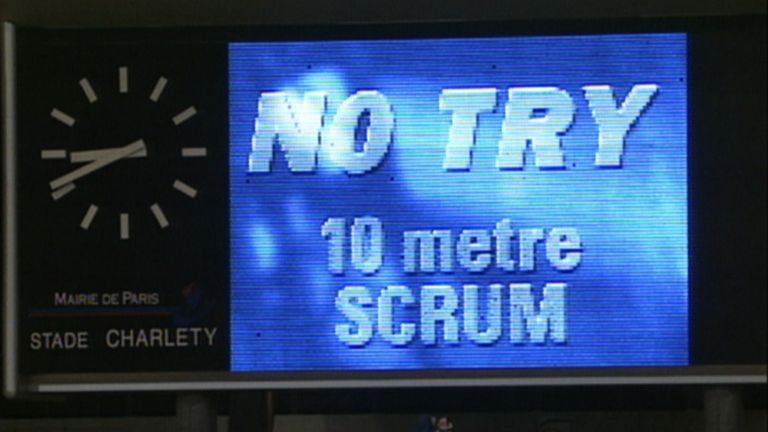 NO TRY
10 metre
SCRUM
MAIRIE DE PARIS
STADE CHARLETY